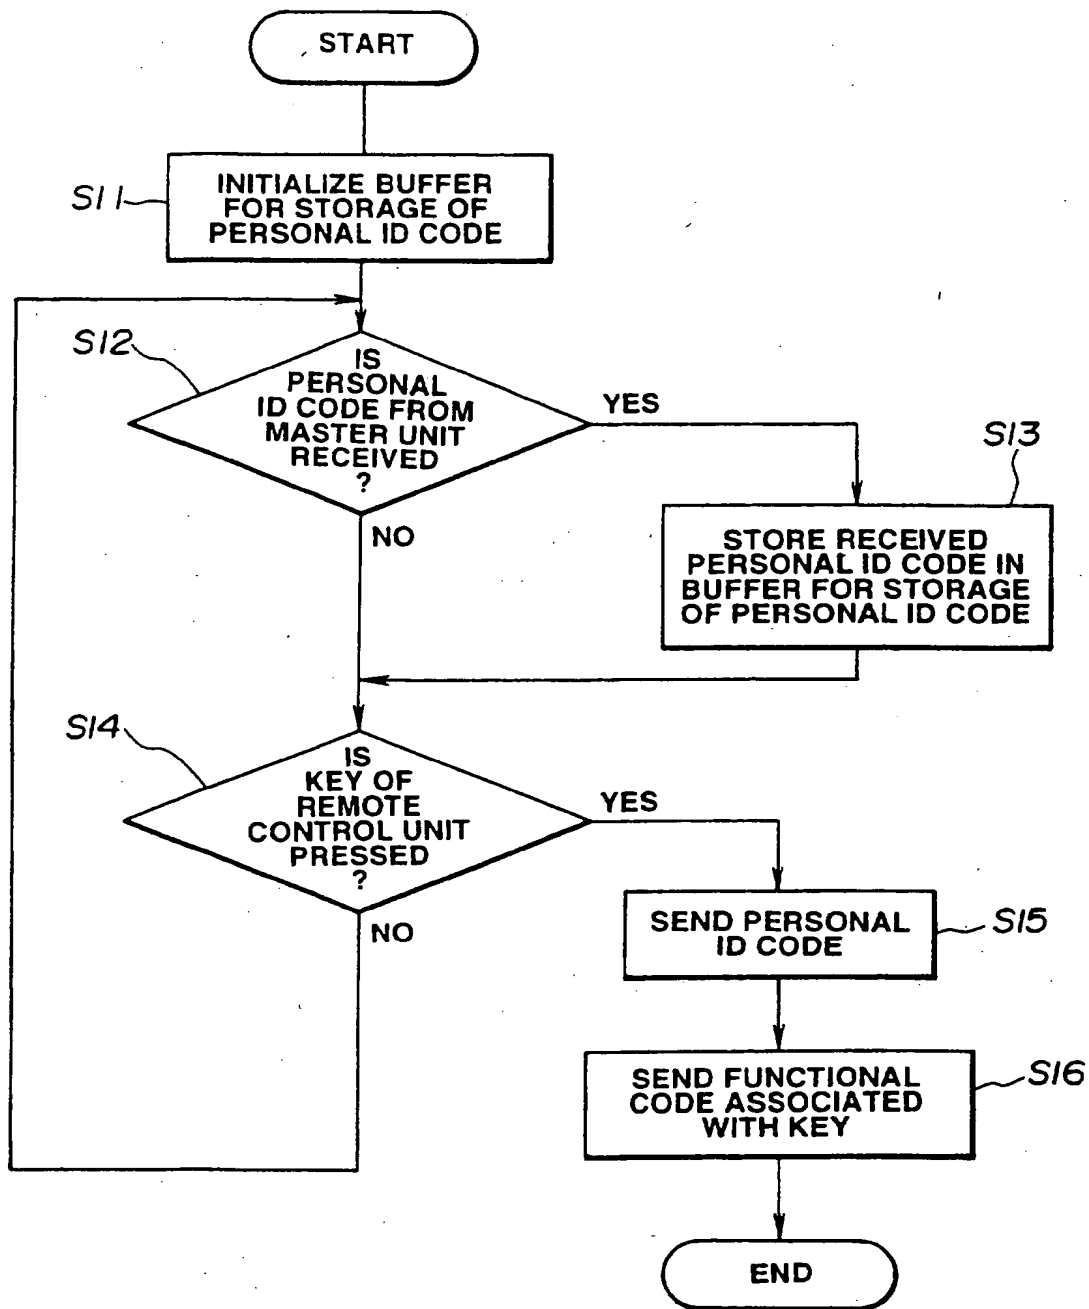 START
S11
INITIALIZE BUFFER
FOR STORAGE OF
PERSONAL ID CODE
S12
IS
PERSONAL
ID CODE FROM
MASTER UNIT
RECEIVED
?
YES
NO
S13
STORE RECEIVED
PERSONAL ID CODE IN
BUFFER FOR STORAGE
OF PERSONAL ID CODE
S14
IS
KEY OF
REMOTE
CONTROL UNIT
PRESSED
?
YES
NO
SEND PERSONAL
ID CODE
S15
SEND FUNCTIONAL
CODE ASSOCIATED
WITH KEY
S16
END